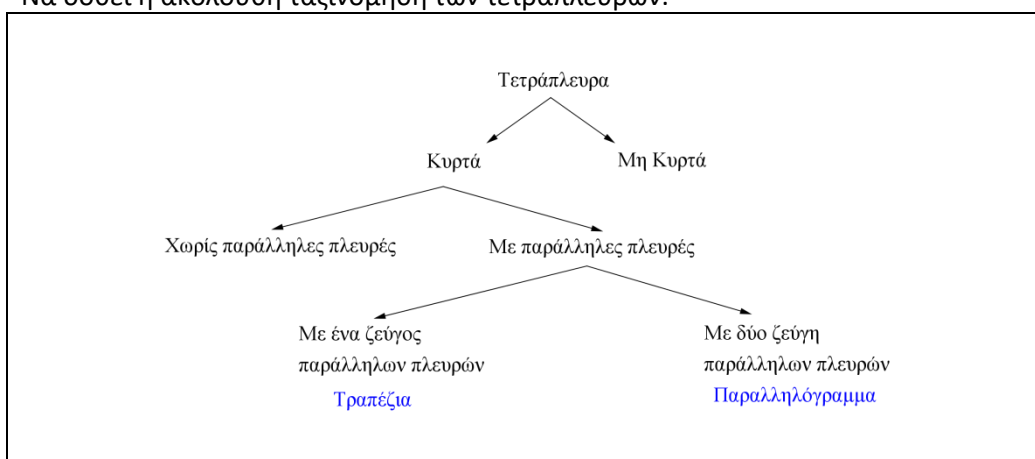 Να δοθεί η ακόλουθη ταξινόμηση των τετραπλεύρων:
Τετράπλευρα
Κυρτά
Μη Κυρτά
Χωρίς παράλληλες πλευρές
Με παράλληλες πλευρές
Με ένα ζεύγος
παράλληλων πλευρών
Τραπέζια
Με δύο ζεύγη
παράλληλων πλευρών
Παραλληλόγραμμα